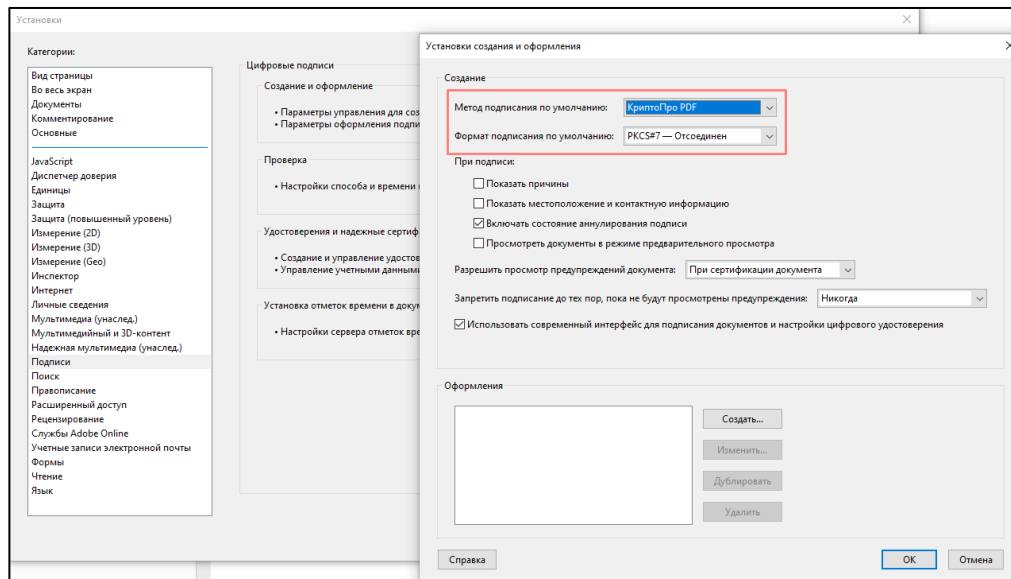 Установки
Категории:
Вид страницы
Во весь экран
Документы
Комментирование
Основные
JavaScript
Диспетчер доверия
Единицы
Защита
Защита (повышенный уровень)
Измерение (2D)
Измерение (3D)
Измерение (Geo)
Инспектор
Интернет
Личные сведения
Мультимедиа (унаслед.)
Мультимедийный и 3D-контент
Надежная мультимедиа (унаслед.)
Подписи
Поиск
Правописание
Расширенный доступ
Рецензирование
Службы Adobe Online
Учетные записи электронной почты
Формы
Чтение
Язык
Цифровые подписи
Создание и оформление
• Параметры управления для соз
• Параметры оформления подпи
Проверка
• Настройки способа и времени
Удостоверения и надежные сертиф
• Создание и управление удостов
• Управление учетными данными
Установка отметок времени в докум
• Настройки сервера отметок вре
Установки создания и оформления
Создание
Метод подписания по умолчанию: КриптоПро PDF
Формат подписания по умолчанию: PKCS#7 — Отсоединен
При подписи:
Показать причины
Показать местоположение и контактную информацию
Включать состояние аннулирования подписи
Просмотреть документы в режиме предварительного просмотра
Разрешить просмотр предупреждений документа: При сертификации документа
Запретить подписание до тех пор, пока не будут просмотрены предупреждения: Никогда
Использовать современный интерфейс для подписания документов и настройки цифрового удостоверения
Оформления
Создать...
Изменить...
Дублировать
Удалить
Справка
OK
Отмена